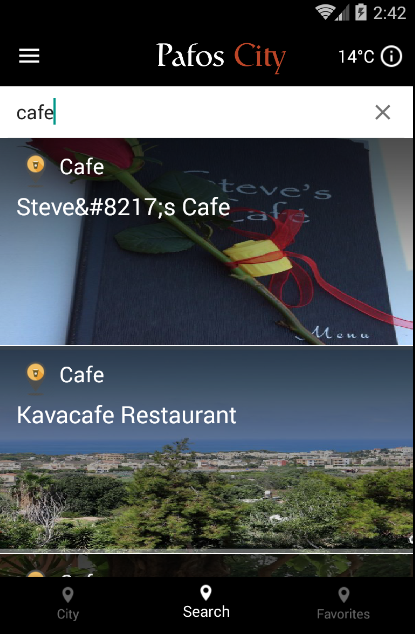 2:42
Pafos City
14°C
cafe
Cafe
Steve&#8217;s Cafe
Steve's
Cafe
Menu
Cafe
Kavacafe Restaurant
City
Search
Favorites